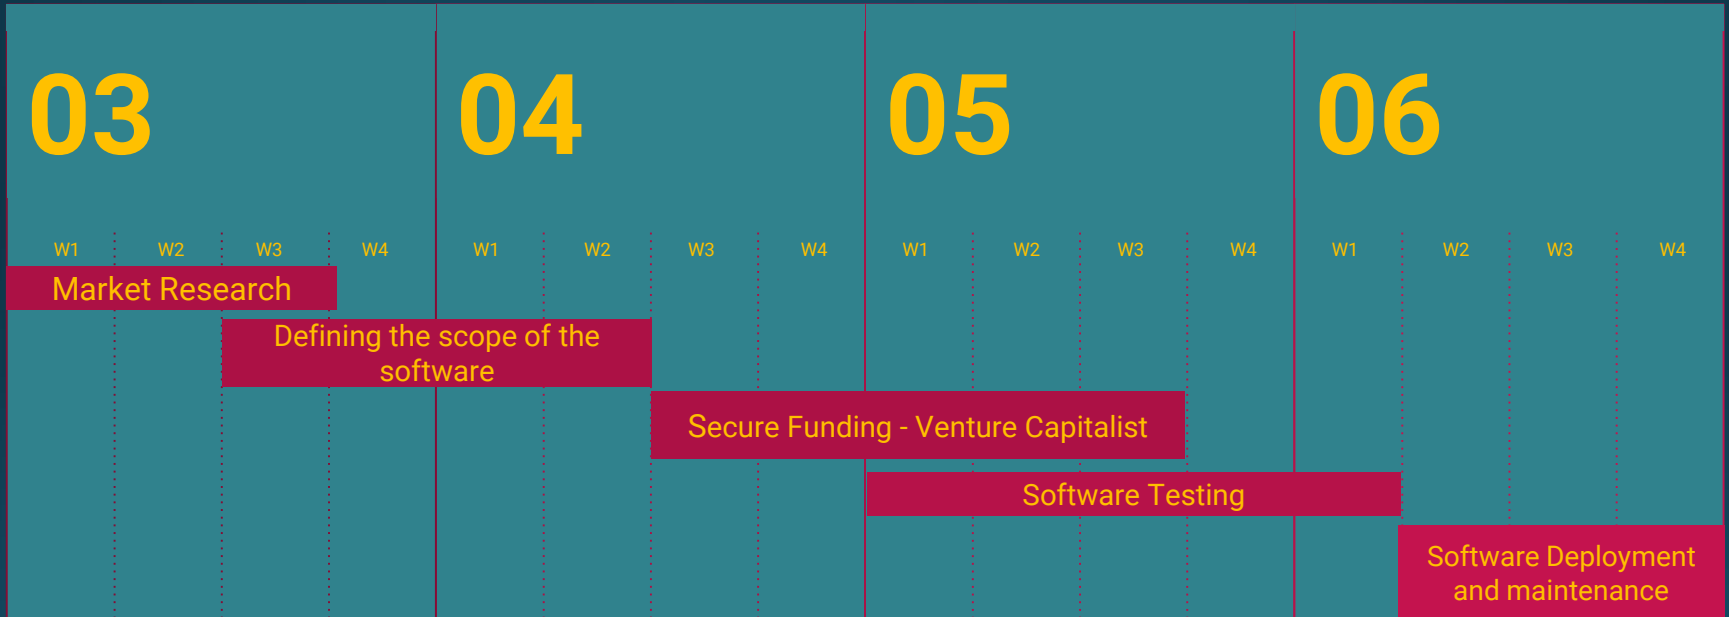 03 04 05 06
W1 W2 W3 W4 W1 W2 W3 W4 W1 W2 W3 W4 W1 W2 W3 W4
Market Research
Defining the scope of the
software
Secure Funding - Venture Capitalist
Software Testing
Software Deployment
and maintenance